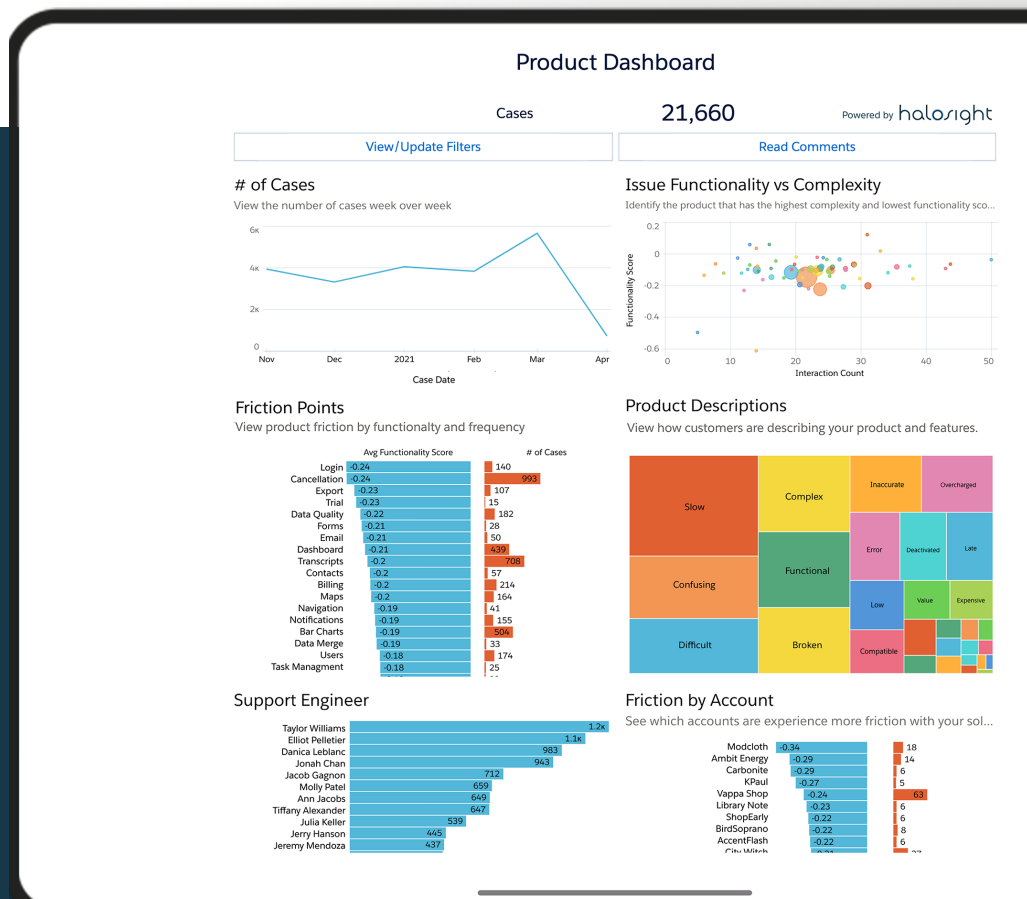 Product Dashboard
Cases
21,660
Powered by halosight
View/Update Filters
Read Comments
# of Cases
View the number of cases week over week
6K
4K
2K
0
Nov
Dec
2021
Feb
Mar
Apr
Case Date
Issue Functionality vs Complexity
Identify the product that has the highest complexity and lowest functionality sco...
Functionality Score
0.2
0
-0.2
-0.4
-0.6
0
10
20
30
40
50
Interaction Count
Friction Points
View product friction by functionalty and frequency
Avg Functionality Score
# of Cases
Login -0.24 140
Cancellation -0.24 993
Export -0.23 107
Trial -0.23 15
Data Quality -0.22 182
Forms -0.21 28
Email -0.21 50
Dashboard -0.21 439
Transcripts -0.2 708
Contacts -0.2 57
Billing -0.2 214
Maps -0.2 164
Navigation -0.19 41
Notifications -0.19 155
Bar Charts -0.19 504
Data Merge -0.19 33
Users -0.18 174
Task Managment -0.18 25
Product Descriptions
View how customers are describing your product and features.
Slow
Confusing
Difficult
Complex
Functional
Broken
Inaccurate
Overcharged
Error
Deactivated
Late
Low
Value
Expensive
Compatible
Support Engineer
Taylor Williams 1.2K
Elliot Pelletier 1.1K
Danica Leblanc 983
Jonah Chan 943
Jacob Gagnon 712
Molly Patel 659
Ann Jacobs 649
Tiffany Alexander 647
Julia Keller 539
Jerry Hanson 445
Jeremy Mendoza 437
Friction by Account
See which accounts are experience more friction with your sol...
Modcloth -0.34 18
Ambit Energy -0.29 14
Carbonite -0.29 6
KPaul -0.27 5
Vappa Shop -0.24 63
Library Note -0.23 6
ShopEarly -0.22 6
BirdSoprano -0.22 8
AccentFlash -0.22 6
City Witch